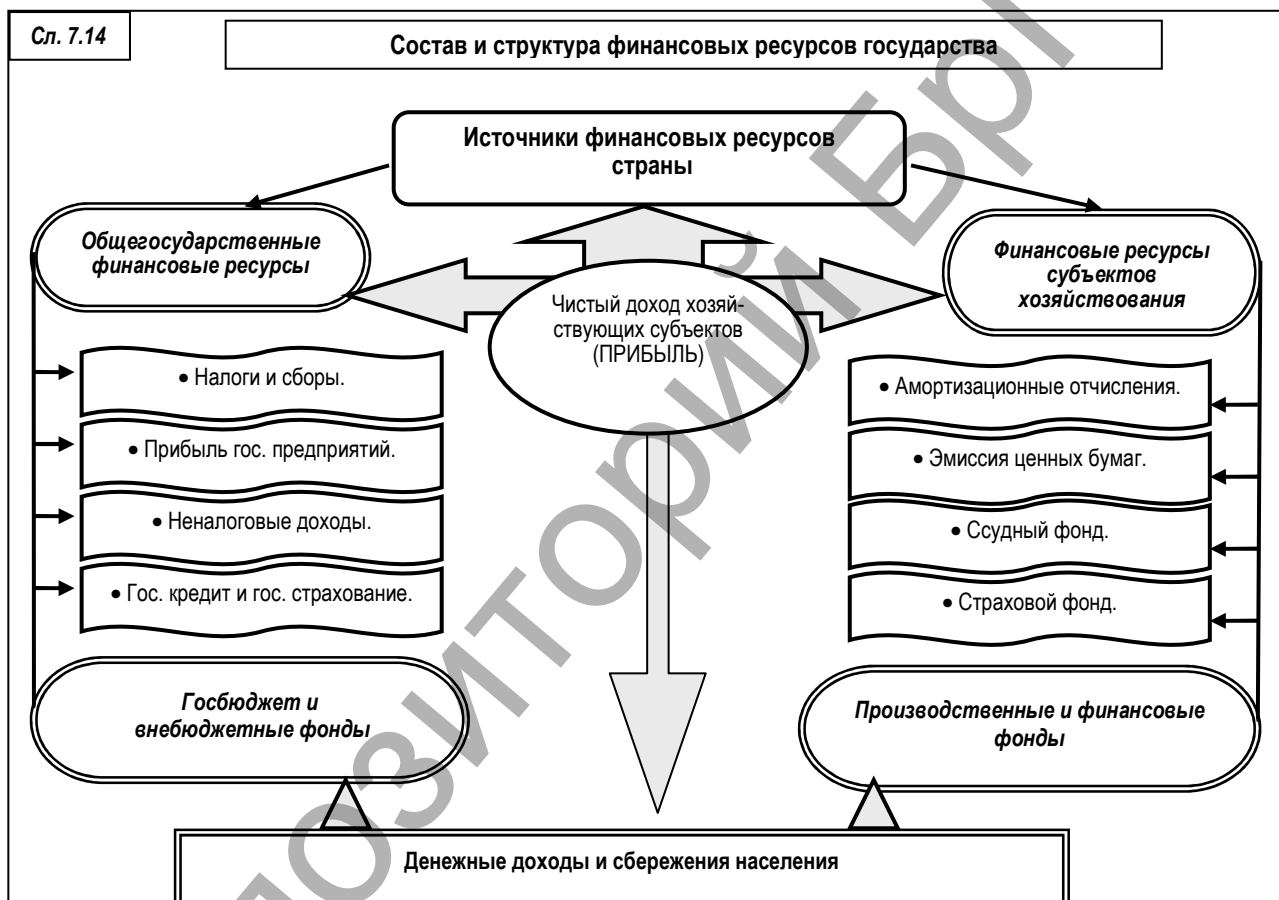 Сл. 7.14
Состав и структура финансовых ресурсов государства
Источники финансовых ресурсов
страны
Общегосударственные
финансовые ресурсы
Финансовые ресурсы
субъектов
хозяйствования
Чистый доход хозяй-
ствующих субъектов
(ПРИБЫЛЬ)
• Налоги и сборы.
• Прибыль гос. предприятий.
• Неналоговые доходы.
• Гос. кредит и гос. страхование.
• Амортизационные отчисления.
• Эмиссия ценных бумаг.
• Ссудный фонд.
• Страховой фонд.
Госбюджет и
внебюджетные фонды
Производственные и финансовые
фонды
Денежные доходы и сбережения населения